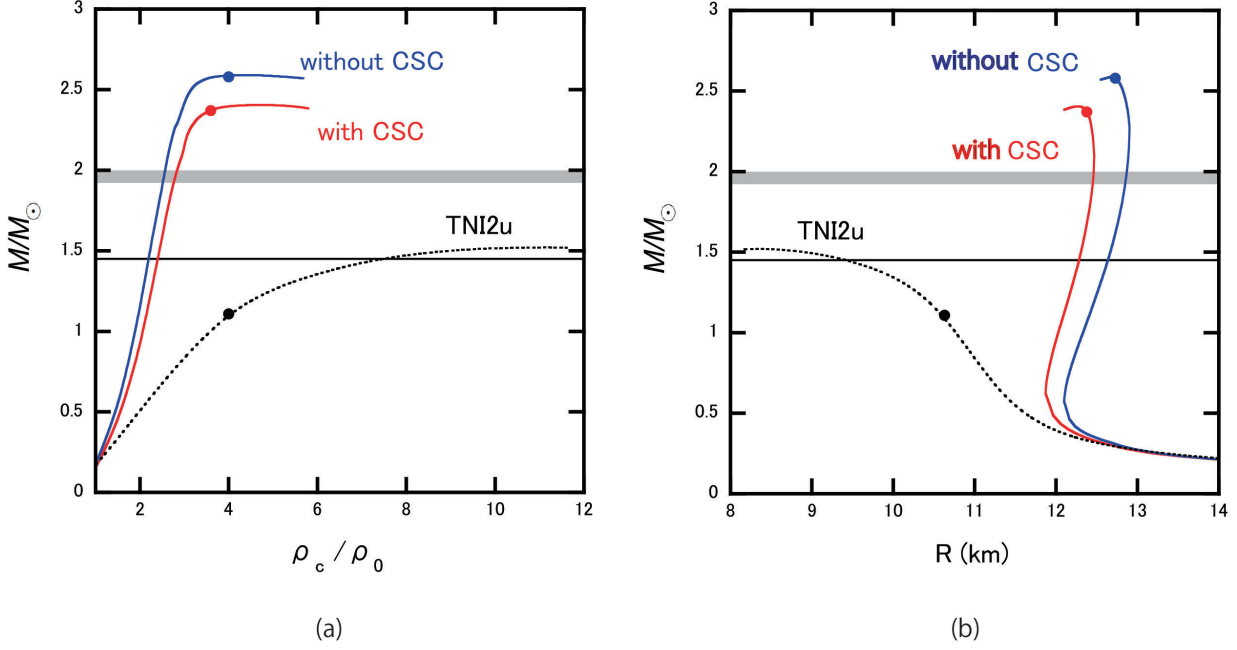 3
2.5
2
1.5
1
0.5
0
M/M☉
without CSC
with CSC
TNI2u
2 4 6 8 10 12
ρc / ρ0
(a)
3
2.5
2
1.5
1
0.5
0
M/M☉
without CSC
with CSC
TNI2u
8 9 10 11 12 13 14
R (km)
(b)